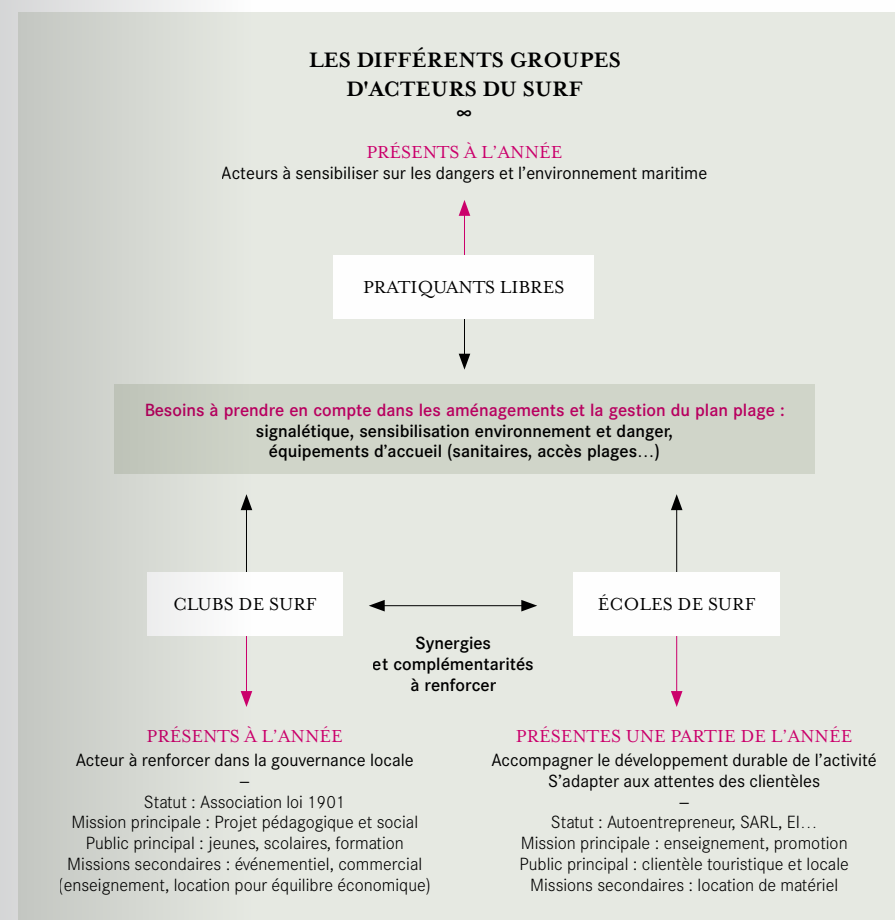 LES DIFFÉRENTS GROUPES
D'ACTEURS DU SURF
∞
PRÉSENTS À L'ANNÉE
Acteurs à sensibiliser sur les dangers et l'environnement maritime
PRATIQUANTS LIBRES
Besoins à prendre en compte dans les aménagements et la gestion du plan plage :
signalétique, sensibilisation environnement et danger,
équipements d'accueil (sanitaires, accès plages…)
CLUBS DE SURF
ÉCOLES DE SURF
Synergies
et complémentarités
à renforcer
PRÉSENTS À L'ANNÉE
Acteur à renforcer dans la gouvernance locale
–
Statut : Association loi 1901
Mission principale : Projet pédagogique et social
Public principal : jeunes, scolaires, formation
Missions secondaires : événementiel, commercial
(enseignement, location pour équilibre économique)
PRÉSENTES UNE PARTIE DE L'ANNÉE
Accompagner le développement durable de l'activité
S'adapter aux attentes des clientèles
–
Statut : Autoentrepreneur, SARL, EI…
Mission principale : enseignement, promotion
Public principal : clientèle touristique et locale
Missions secondaires : location de matériel